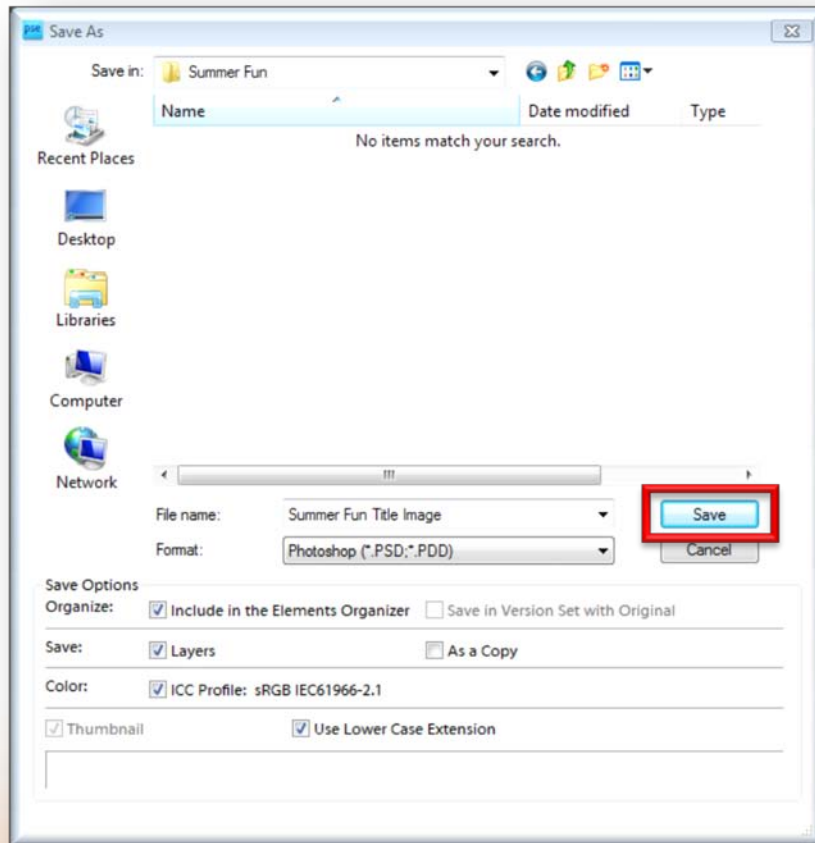 pse Save As
Save in: Summer Fun
Name Date modified Type
No items match your search.
Recent Places
Desktop
Libraries
Computer
Network
File name: Summer Fun Title Image Save
Format: Photoshop (*.PSD;*.PDD) Cancel
Save Options
Organize: Include in the Elements Organizer Save in Version Set with Original
Save: Layers As a Copy
Color: ICC Profile: sRGB IEC61966-2.1
Thumbnail Use Lower Case Extension